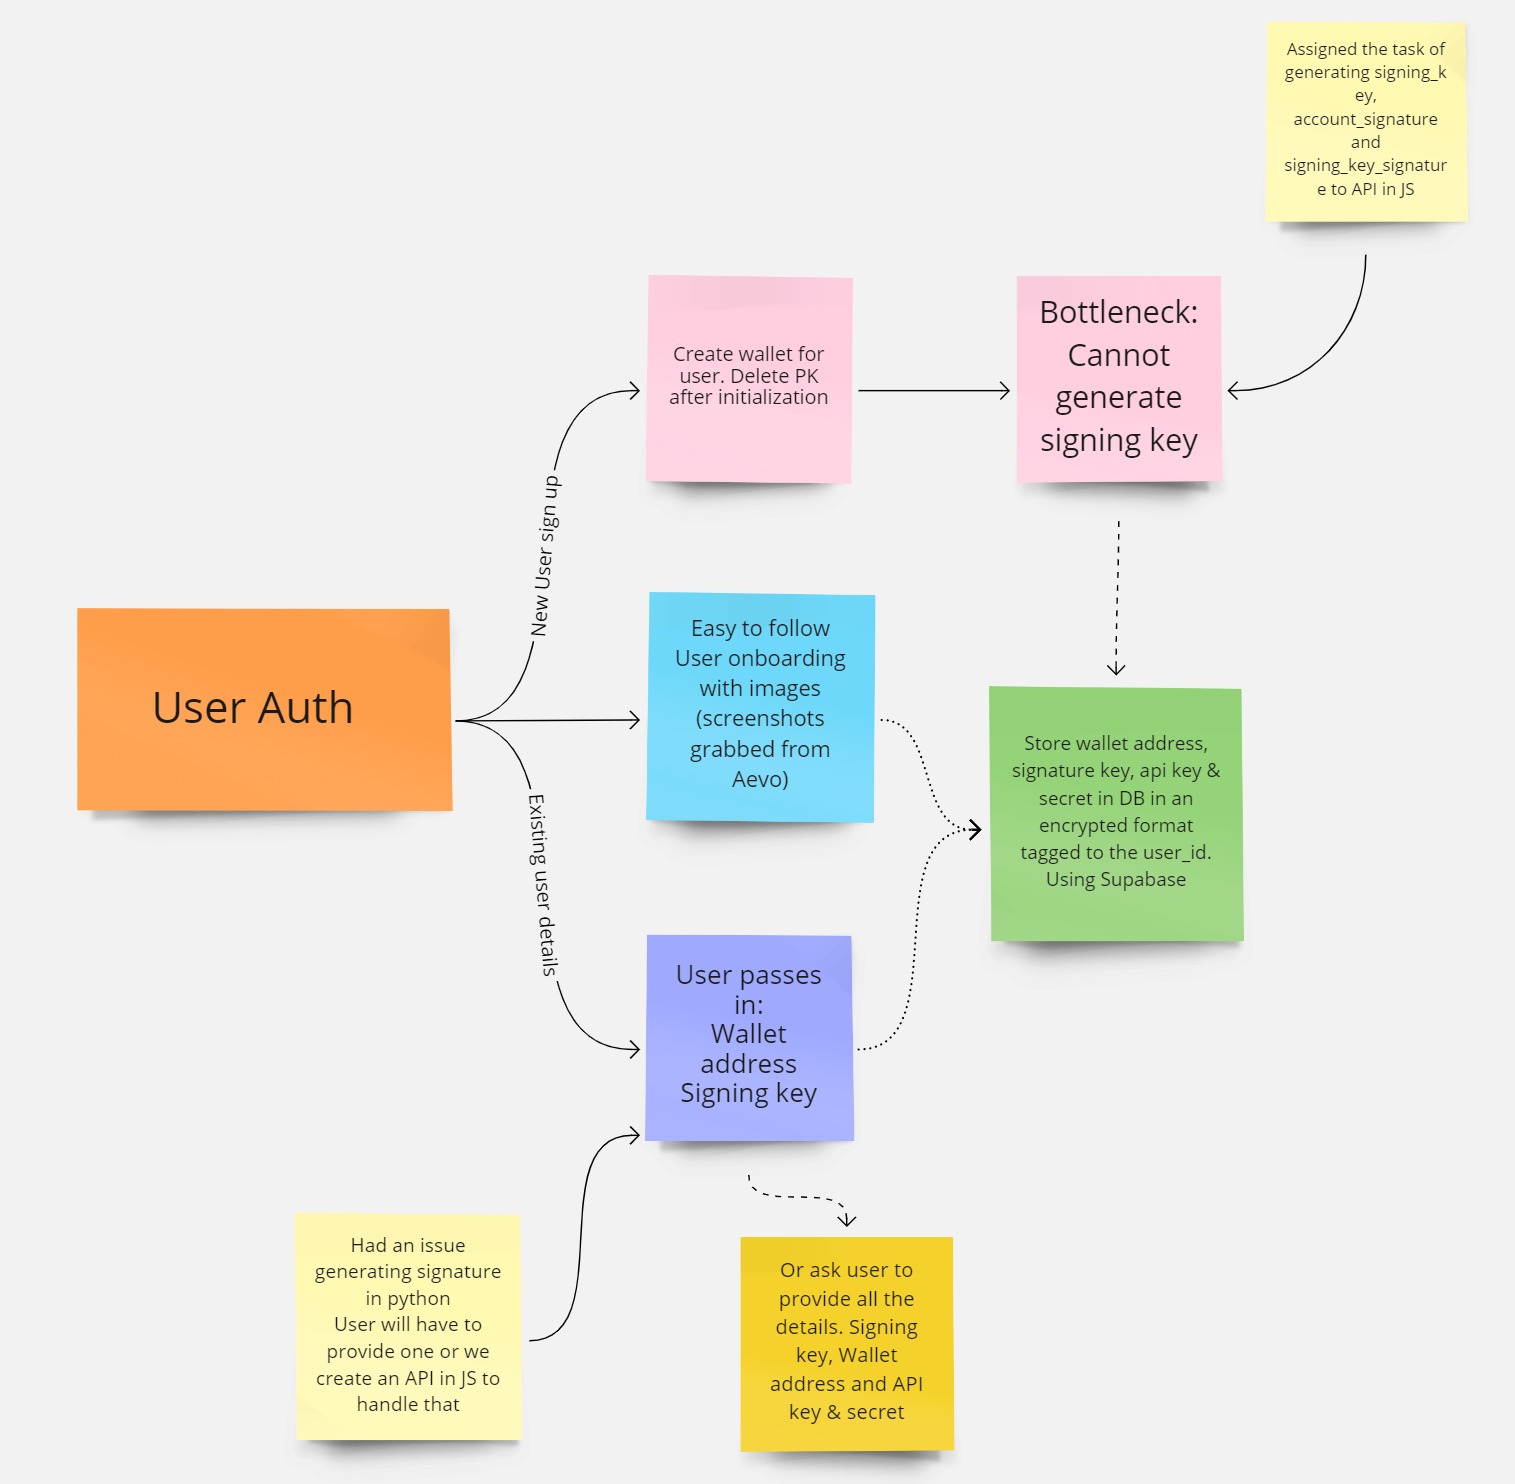 Assigned the task of
generating signing_k
ey,
account_signature
and
signing_key_signatur
e to API in JS
Create wallet for
user. Delete PK
after initialization
Bottleneck:
Cannot
generate
signing key
New User sign up
User Auth
Easy to follow
User onboarding
with images
(screenshots
grabbed from
Aevo)
Store wallet address,
signature key, api key &
secret in DB in an
encrypted format
tagged to the user_id.
Using Supabase
Existing user details
User passes
in:
Wallet
address
Signing key
Had an issue
generating signature
in python
User will have to
provide one or we
create an API in JS to
handle that
Or ask user to
provide all the
details. Signing
key, Wallet
address and API
key & secret